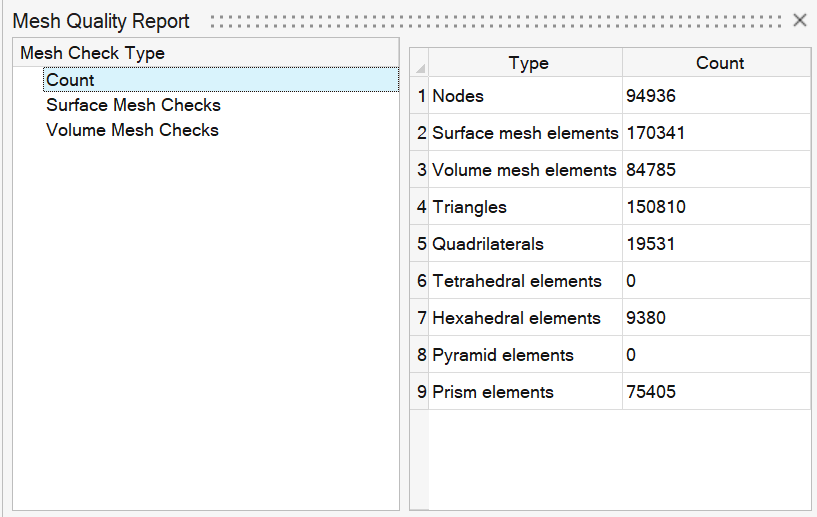 Mesh Quality Report
Mesh Check Type
Count
Surface Mesh Checks
Volume Mesh Checks
Type Count
1 Nodes 94936
2 Surface mesh elements 170341
3 Volume mesh elements 84785
4 Triangles 150810
5 Quadrilaterals 19531
6 Tetrahedral elements 0
7 Hexahedral elements 9380
8 Pyramid elements 0
9 Prism elements 75405